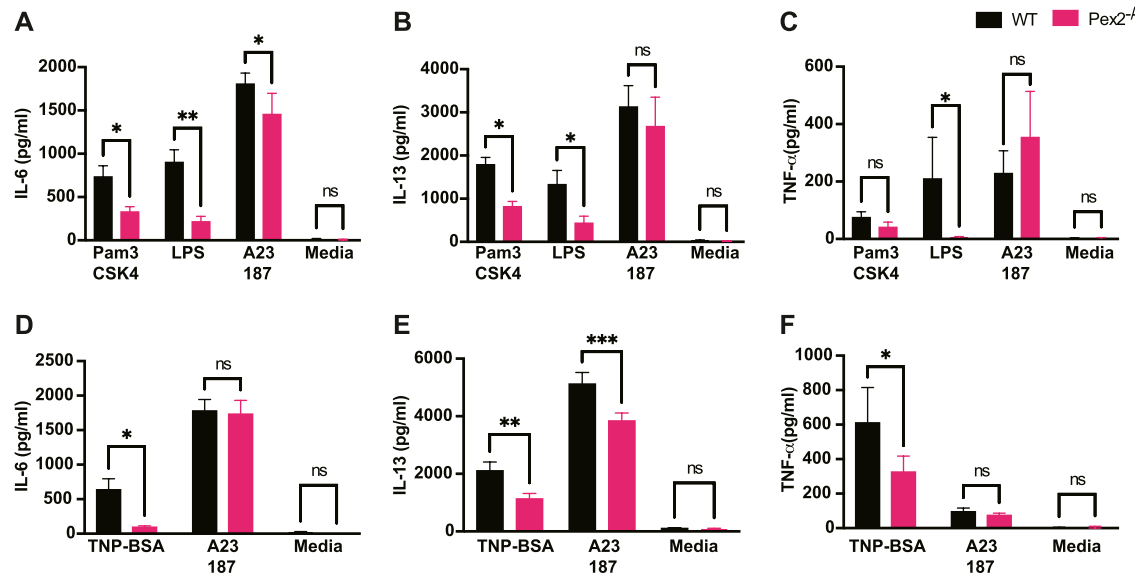 A
B
C
WT
Pex2
IL-6 (pg/ml)
2000
1500
1000
500
0
*
**
*
ns
Pam3 LPS A23 Media
CSK4 187
IL-13 (pg/ml)
4000
3000
2000
1000
0
*
*
ns
ns
Pam3 LPS A23 Media
CSK4 187
TNF-α(pg/ml)
600
400
200
0
ns
*
ns
ns
Pam3 LPS A23 Media
CSK4 187
D
E
F
IL-6 (pg/ml)
2500
2000
1500
1000
500
0
*
ns
ns
TNP-BSA A23 Media
187
IL-13 (pg/ml)
6000
4000
2000
0
**
***
ns
TNP-BSA A23 Media
187
TNF-α(pg/ml)
1000
800
600
400
200
0
*
ns
ns
TNP-BSA A23 Media
187